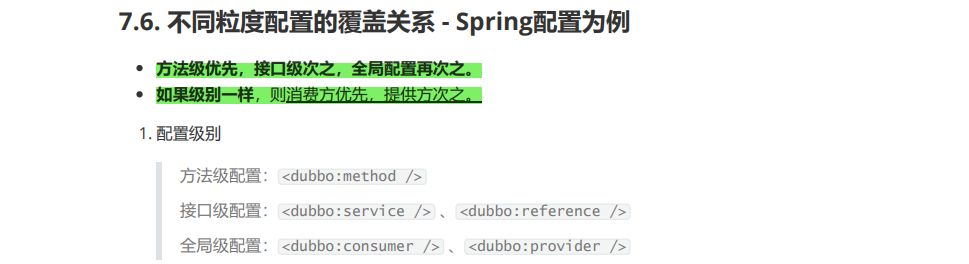 7.6. 不同粒度配置的覆盖关系 - Spring配置为例
方法级优先，接口级次之，全局配置再次之。
如果级别一样，则消费方优先，提供方次之。
1. 配置级别
方法级配置：<dubbo:method />
接口级配置：<dubbo:service />、<dubbo:reference />
全局级配置：<dubbo:consumer />、<dubbo:provider />